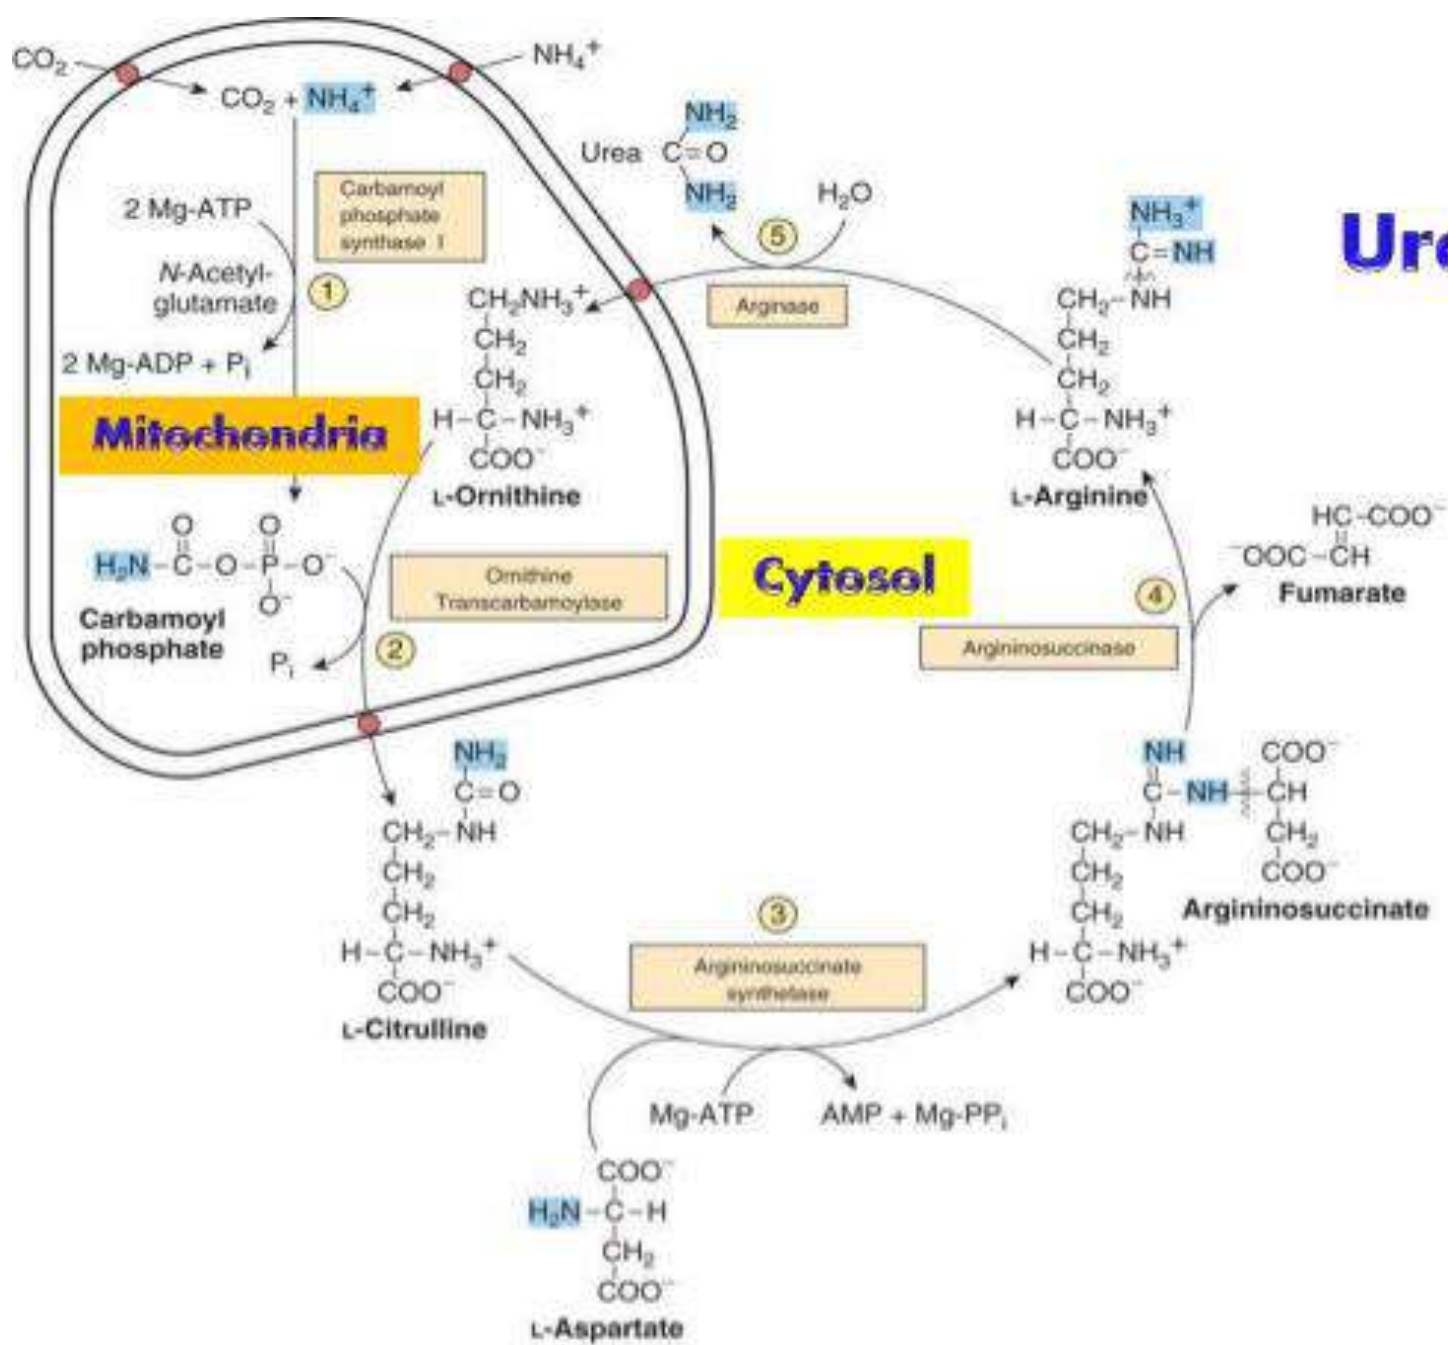 CO₂
NH₄⁺
CO₂ + NH₄⁺
2 Mg-ATP
Carbamoyl
phosphate
synthase I
N-Acetyl-
glutamate
1
2 Mg-ADP + Pᵢ
Mitochondria
H₂N–C–O–P–O⁻
O
O
O⁻
Carbamoyl
phosphate
Pᵢ
2
Ornithine
Transcarbamoylase
CH₂NH₃⁺
CH₂
CH₂
H–C–NH₃⁺
COO⁻
L-Ornithine
Urea
NH₂
C=O
NH₂
H₂O
5
Arginase
NH₃⁺
C=NH
CH₂–NH
CH₂
CH₂
H–C–NH₃⁺
COO⁻
L-Arginine
Cytosol
HC–COO⁻
⁻OOC–CH
Fumarate
4
Argininosuccinase
NH₂
C=O
CH₂–NH
CH₂
CH₂
H–C–NH₃⁺
COO⁻
L-Citrulline
3
Argininosuccinate
synthetase
NH
C–NH–CH
COO⁻
CH₂–NH
CH₂
CH₂
COO⁻
CH₂
H–C–NH₃⁺
COO⁻
Argininosuccinate
Mg-ATP
AMP + Mg-PPᵢ
COO⁻
H₂N–C–H
CH₂
COO⁻
L-Aspartate